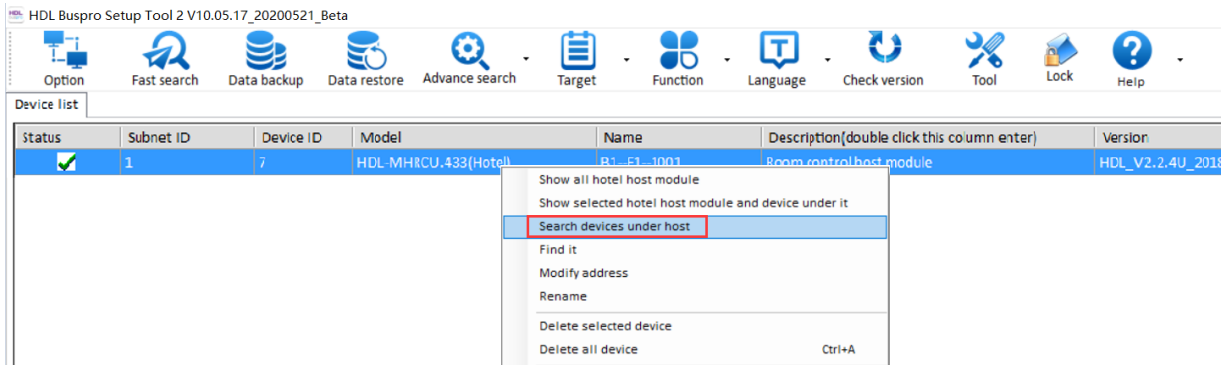 HDL Buspro Setup Tool 2 V10.05.17_20200521_Beta
Option Fast search Data backup Data restore Advance search Target Function Language Check version Tool Lock Help
Device list
Status Subnet ID Device ID Model Name Description(double click this column enter) Version
1 7 HDL-MHRCU.433(Hotel) Room control host module HDL_V2.2.4U_2018
Show all hotel host module
Show selected hotel host module and device under it
Search devices under host
Find it
Modify address
Rename
Delete selected device
Delete all device Ctrl+A